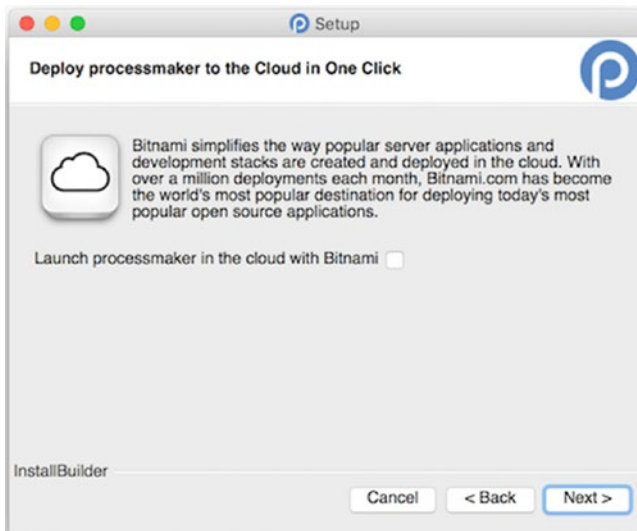 Setup
Deploy processmaker to the Cloud in One Click
Bitnami simplifies the way popular server applications and
development stacks are created and deployed in the cloud. With
over a million deployments each month, Bitnami.com has become
the world's most popular destination for deploying today's most
popular open source applications.
Launch processmaker in the cloud with Bitnami
InstallBuilder
Cancel < Back Next >